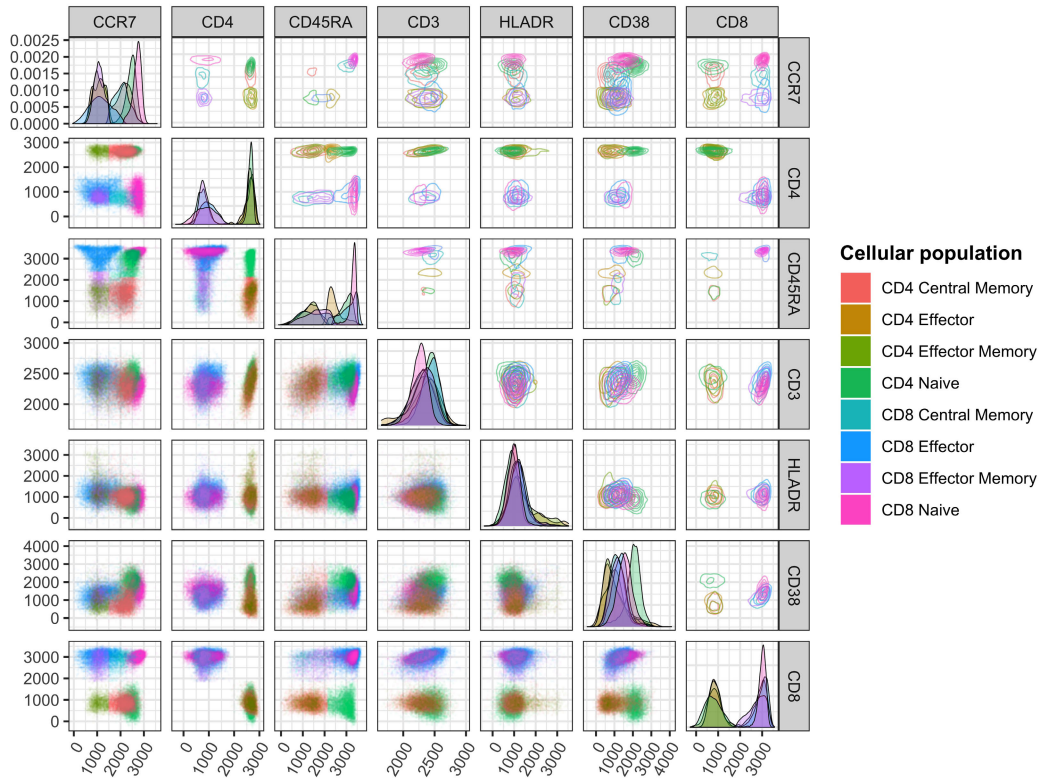 CCR7 CD4 CD45RA CD3 HLADR CD38 CD8
0.0025
0.0020
0.0015
0.0010
0.0005
0.0000
CCR7
3000
2000
1000
0
CD4
3000
2000
1000
0
CD45RA
3000
2500
2000
CD3
3000
2000
1000
0
HLADR
4000
3000
2000
1000
0
CD38
3000
2000
1000
0
CD8
0 1000 2000 3000 0 1000 2000 3000 0 1000 2000 3000 2000 2500 3000 0 1000 2000 3000 0 1000 2000 3000 4000 0 1000 2000 3000
Cellular population
CD4 Central Memory
CD4 Effector
CD4 Effector Memory
CD4 Naive
CD8 Central Memory
CD8 Effector
CD8 Effector Memory
CD8 Naive